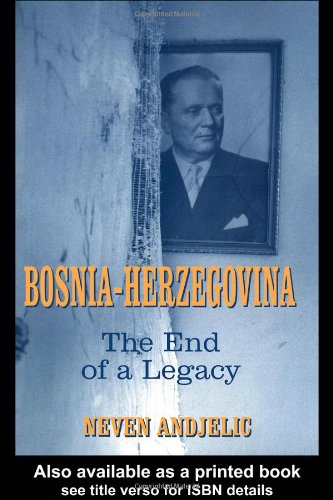 BOSNIA-HERZEGOVINA
The End
of a Legacy
NEVEN ANDJELIC
Also available as a printed book
see title verso for ISBN details